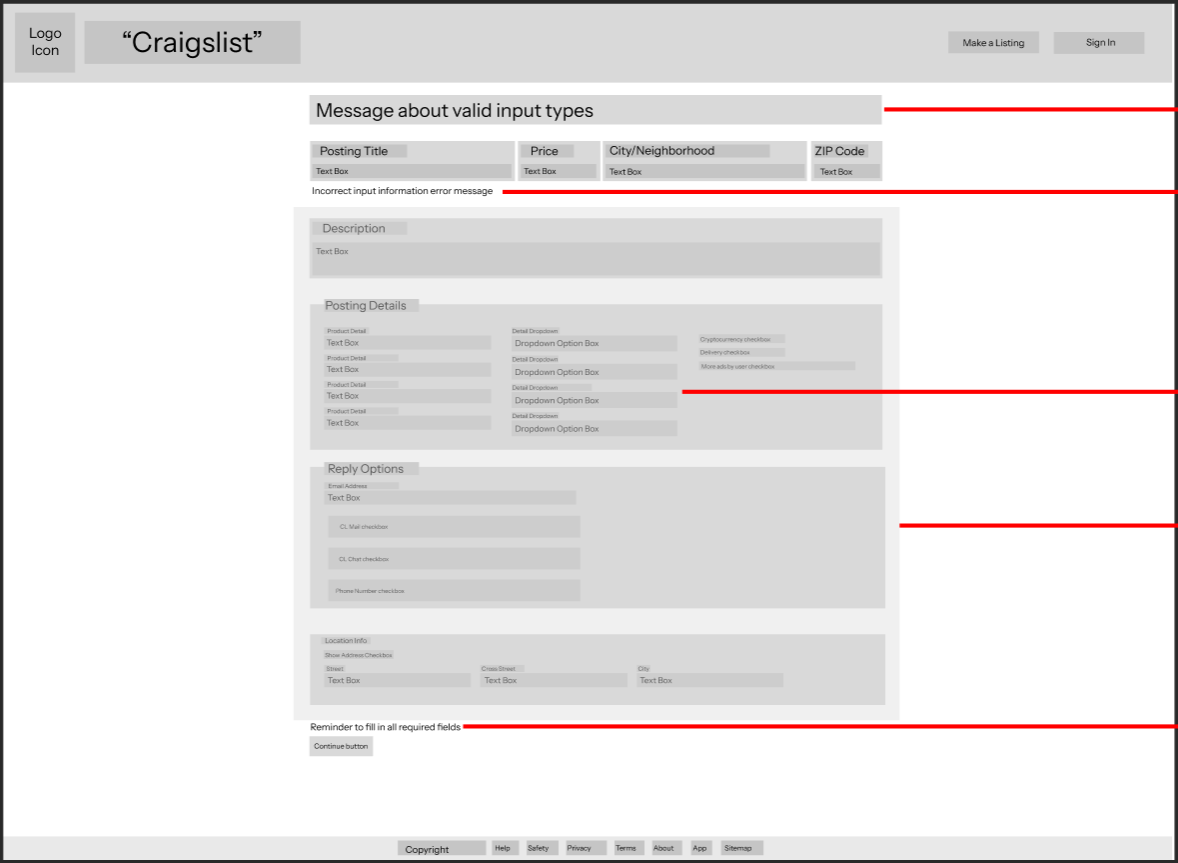 Logo
Icon
“Craigslist”
Make a Listing
Sign In
Message about valid input types
Posting Title
Price
City/Neighborhood
ZIP Code
Text Box
Text Box
Text Box
Text Box
Incorrect input information error message
Description
Text Box
Posting Details
Product Detail
Text Box
Product Detail
Text Box
Product Detail
Text Box
Product Detail
Text Box
Detail Dropdown
Dropdown Option Box
Detail Dropdown
Dropdown Option Box
Detail Dropdown
Dropdown Option Box
Detail Dropdown
Dropdown Option Box
Cryptocurrency checkbox
Delivery checkbox
More ads by user checkbox
Reply Options
Email Address
Text Box
CL Mail checkbox
CL Chat checkbox
Phone Number checkbox
Location Info
Show Address Checkbox
Street
Cross Street
City
Text Box
Text Box
Text Box
Reminder to fill in all required fields
Continue button
Copyright
Help
Safety
Privacy
Terms
About
App
Sitemap